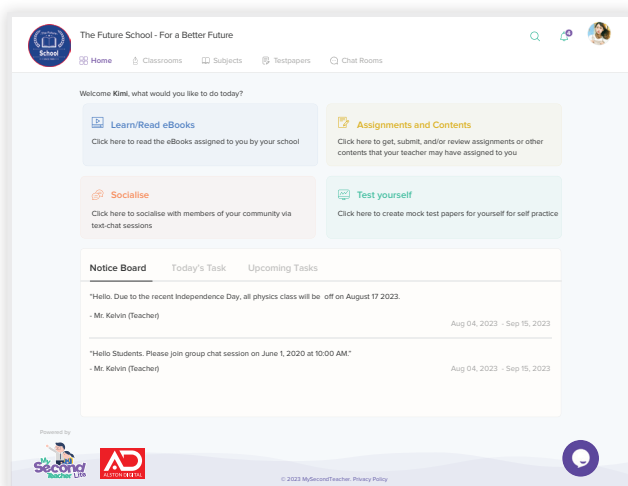 The Future School - For a Better Future
School
4
Home Classrooms Subjects Testpapers Chat Rooms
Welcome Kimi, what would you like to do today?
Learn/Read eBooks
Click here to read the eBooks assigned to you by your school
Assignments and Contents
Click here to get, submit, and/or review assignments or other
contents that your teacher may have assigned to you
Socialise
Click here to socialise with members of your community via
text-chat sessions
Test yourself
Click here to create mock test papers for yourself for self practice
Notice Board Today's Task Upcoming Tasks
"Hello. Due to the recent Independence Day, all physics class will be off on August 17 2023.
- Mr. Kelvin (Teacher)
Aug 04, 2023 - Sep 15, 2023
"Hello Students. Please join group chat session on June 1, 2020 at 10:00 AM."
- Mr. Kelvin (Teacher)
Aug 04, 2023 - Sep 15, 2023
Powered by
My
Second
Teacher Lite
AD
ALSTON DIGITAL
© 2023 MySecondTeacher. Privacy Policy